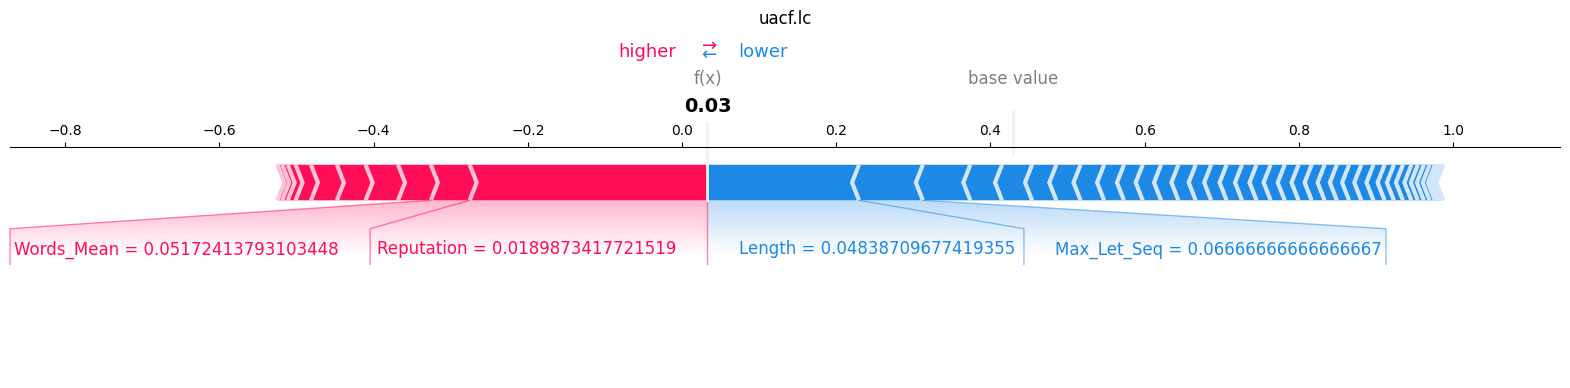 uacf.lc
higher ⇄ lower
f(x) base value
0.03
−0.8 −0.6 −0.4 −0.2 0.0 0.2 0.4 0.6 0.8 1.0
Words_Mean = 0.05172413793103448 Reputation = 0.0189873417721519 Length = 0.04838709677419355 Max_Let_Seq = 0.06666666666666667